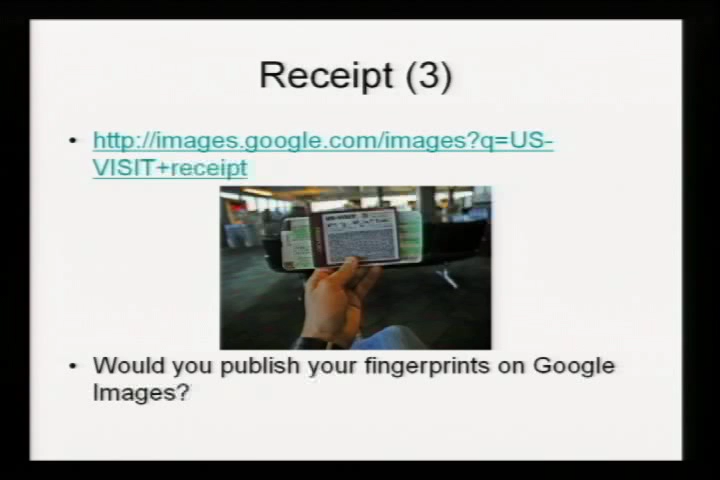 Receipt (3)
• http://images.google.com/images?q=US-
VISIT+receipt
• Would you publish your fingerprints on Google
Images?